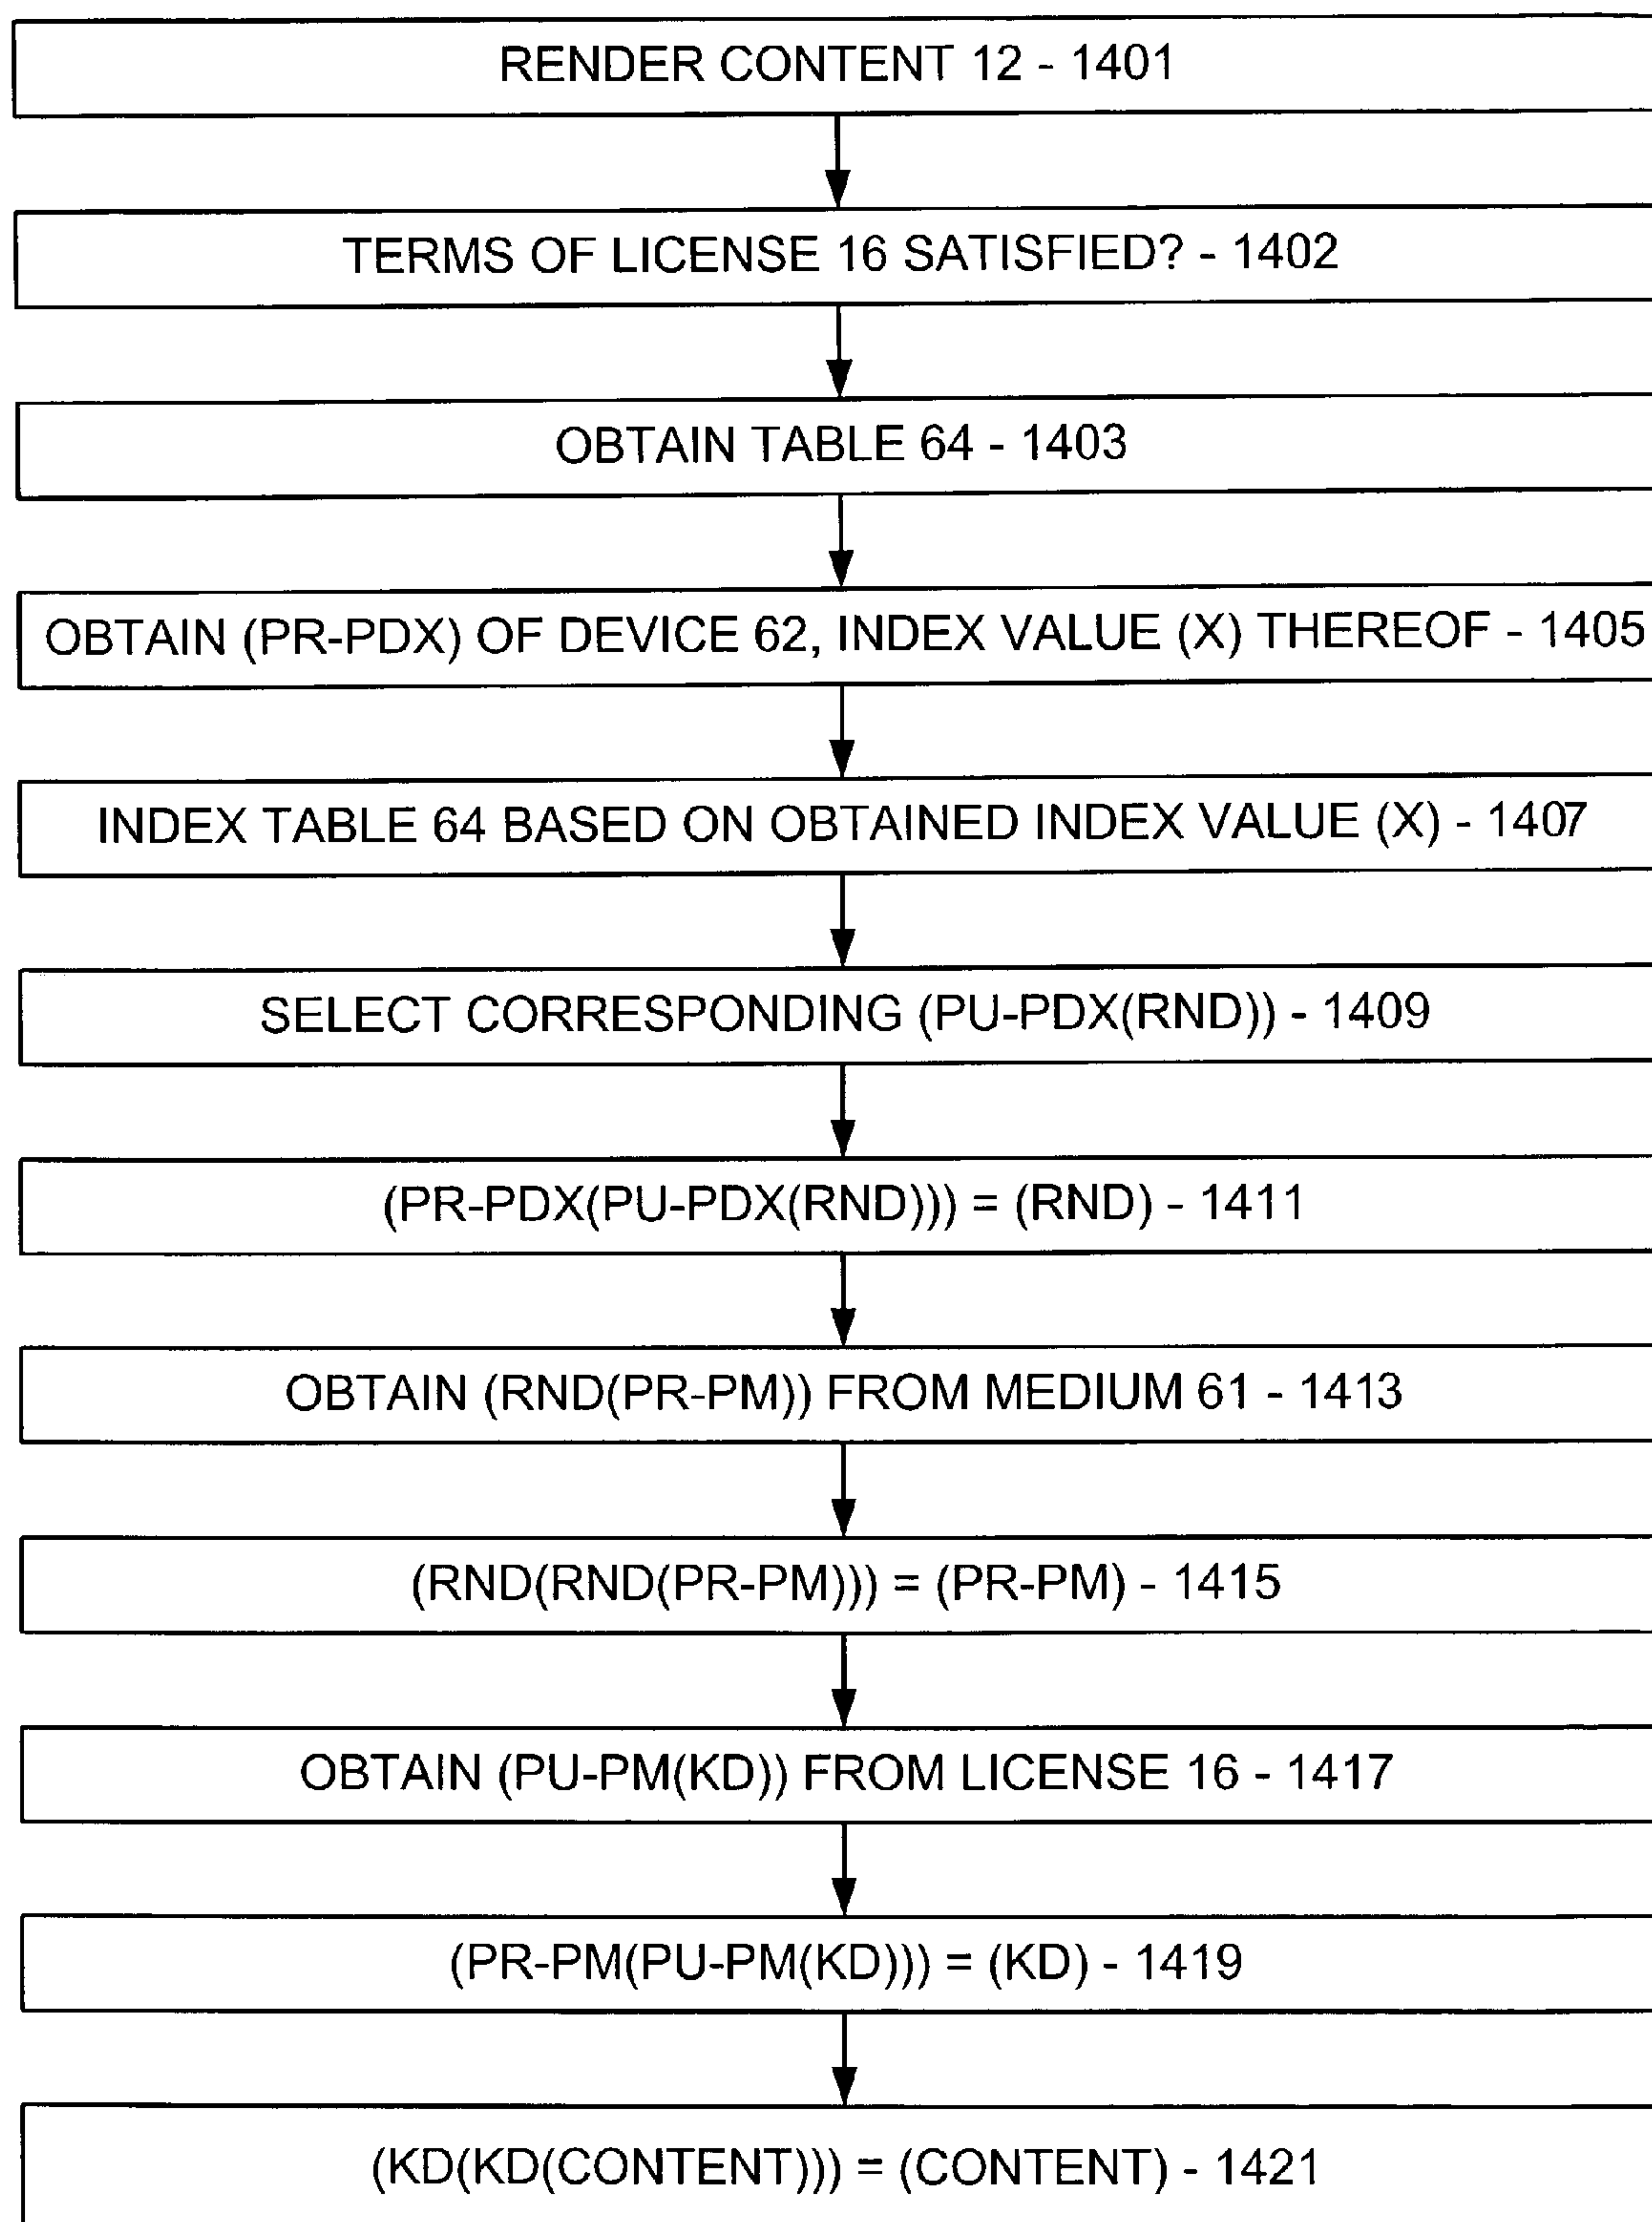 RENDER CONTENT 12 - 1401
TERMS OF LICENSE 16 SATISFIED? - 1402
OBTAIN TABLE 64 - 1403
OBTAIN (PR-PDX) OF DEVICE 62, INDEX VALUE (X) THEREOF - 1405
INDEX TABLE 64 BASED ON OBTAINED INDEX VALUE (X) - 1407
SELECT CORRESPONDING (PU-PDX(RND)) - 1409
(PR-PDX(PU-PDX(RND))) = (RND) - 1411
OBTAIN (RND(PR-PM)) FROM MEDIUM 61 - 1413
(RND(RND(PR-PM))) = (PR-PM) - 1415
OBTAIN (PU-PM(KD)) FROM LICENSE 16 - 1417
(PR-PM(PU-PM(KD))) = (KD) - 1419
(KD(KD(CONTENT))) = (CONTENT) - 1421